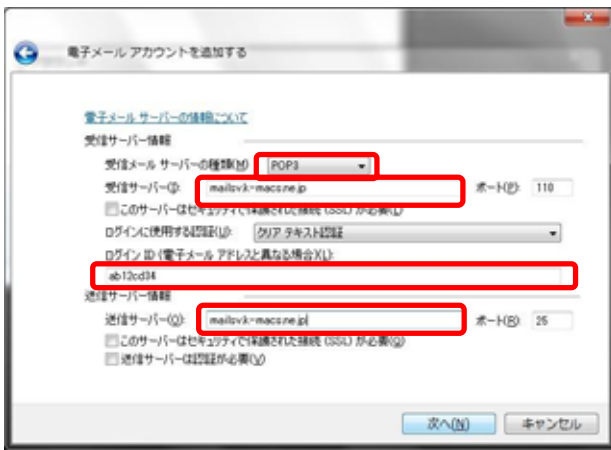 電子メール アカウントを追加する
電子メール サーバーの情報について
受信サーバー情報
受信メール サーバーの種類(M) POP3
受信サーバー(I): mailsv.k-macs.ne.jp ポート(P): 110
このサーバーはセキュリティで保護された接続 (SSL) が必要(C)
ログインに使用する認証(U): クリア テキスト認証
ログイン ID (電子メール アドレスと異なる場合)(L):
ab12cd34
送信サーバー情報
送信サーバー(O): mailsv.k-macs.ne.jp ポート(R): 25
このサーバーはセキュリティで保護された接続 (SSL) が必要(Q)
送信サーバーは認証が必要(V)
次へ(N) キャンセル